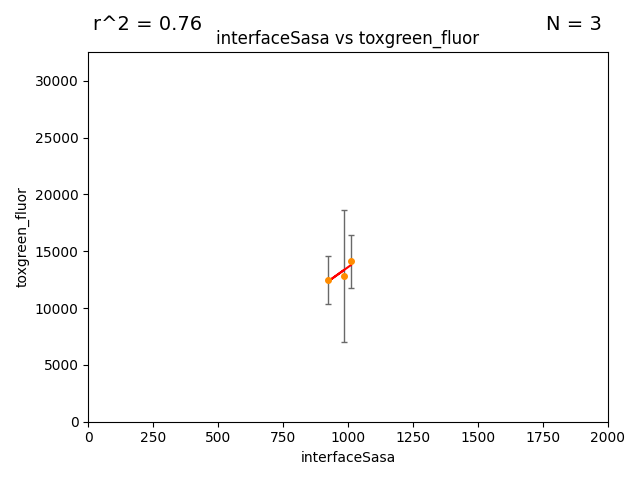 r^2 = 0.76
N = 3
interfaceSasa vs toxgreen_fluor
30000
25000
20000
15000
10000
5000
0
toxgreen_fluor
0 250 500 750 1000 1250 1500 1750 2000
interfaceSasa